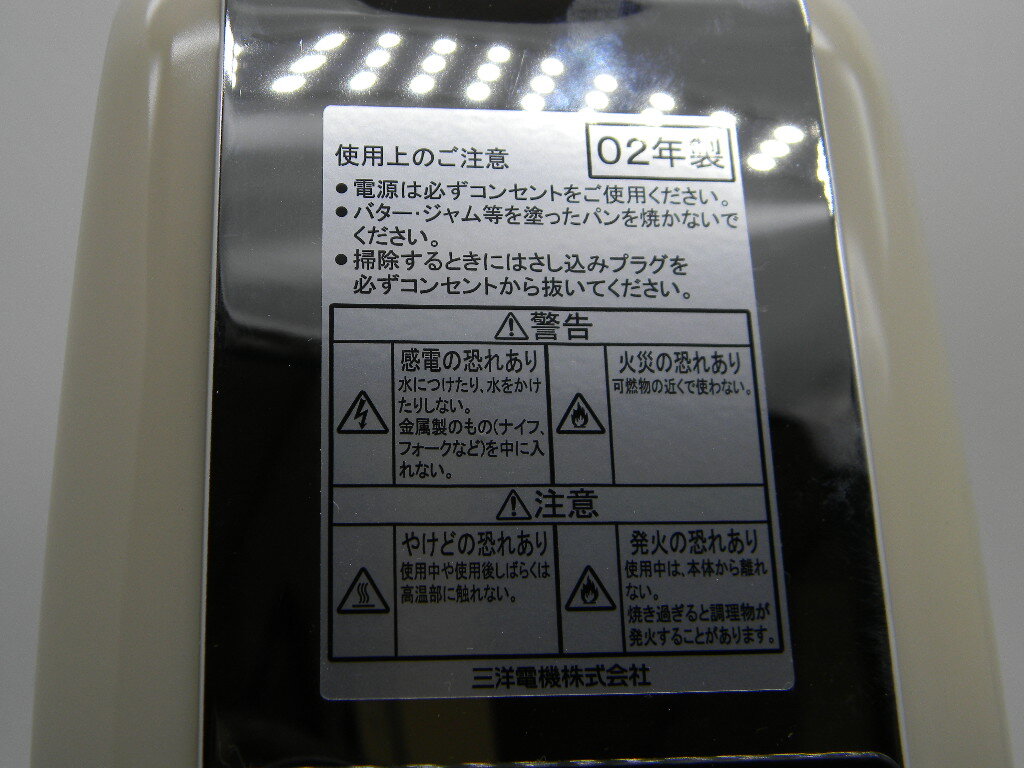 使用上のご注意
02年製
●電源は必ずコンセントをご使用ください。
●バター・ジャム等を塗ったパンを焼かないで
ください。
●掃除するときにはさし込みプラグを
必ずコンセントから抜いてください。
⚠警告
感電の恐れあり
水につけたり、水をかけ
たりしない。
金属製のもの(ナイフ、
フォークなど)を中に入
れない。
火災の恐れあり
可燃物の近くで使わない。
⚠注意
やけどの恐れあり
使用中や使用後しばらくは
高温部に触れない。
発火の恐れあり
使用中は、本体から離れ
ない。
焼き過ぎると調理物が
発火することがあります。
三洋電機株式会社